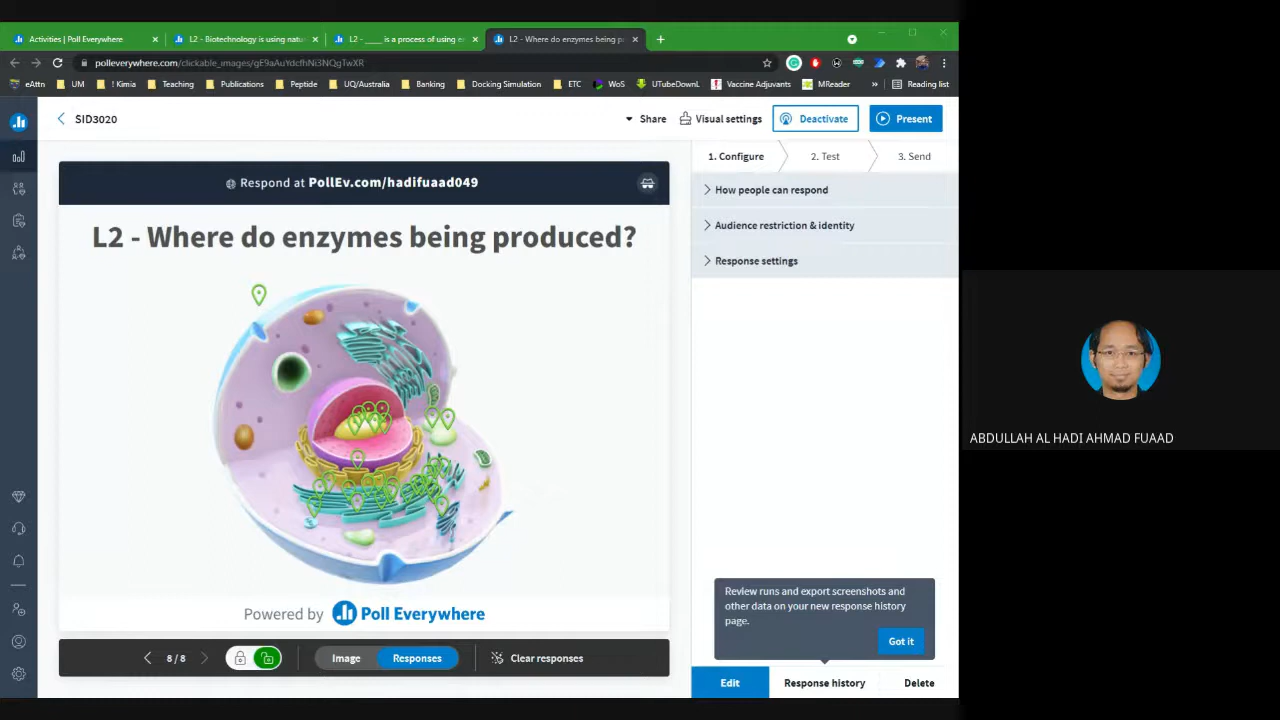 Activities | Poll Everywhere
L2 - Biotechnology is using natu
L2 - ____ is a process of using e
L2 - Where do enzymes being p
polleverywhere.com/clickable_images/gE9aAuYdcfhNi3NQgTwXR
eAttn
UM
! Kimia
Teaching
Publications
Peptide
UQ/Australia
Banking
Docking Simulation
ETC
WoS
UTubeDownL
Vaccine Adjuvants
MReader
»
Reading list
SID3020
Share
Visual settings
Deactivate
Present
1. Configure
2. Test
3. Send
Respond at PollEv.com/hadifuaad049
How people can respond
Audience restriction & identity
Response settings
L2 - Where do enzymes being produced?
ABDULLAH AL HADI AHMAD FUAAD
Powered by Poll Everywhere
Review runs and export screenshots and
other data on your new response history
page.
Got it
8 / 8
Image
Responses
Clear responses
Edit
Response history
Delete